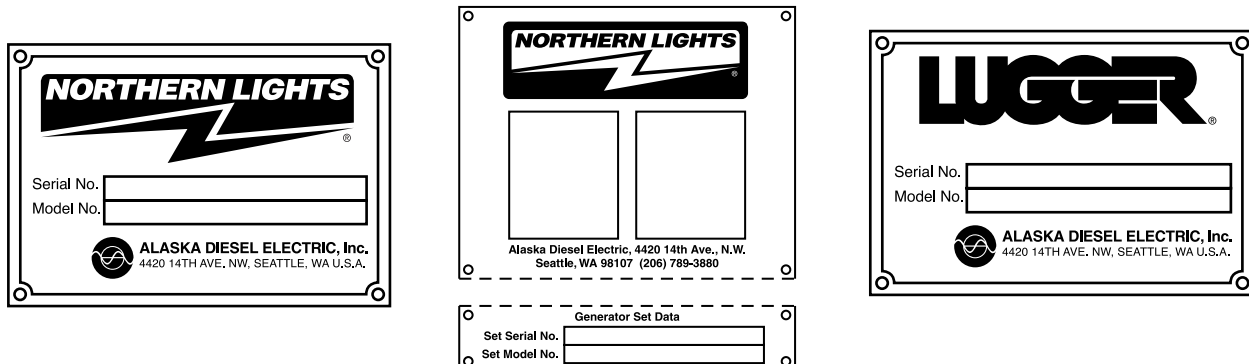 NORTHERN LIGHTS
®
Serial No.
Model No.
ALASKA DIESEL ELECTRIC, Inc.
4420 14TH AVE. NW, SEATTLE, WA U.S.A.
NORTHERN LIGHTS
®
Alaska Diesel Electric, 4420 14th Ave., N.W.
Seattle, WA 98107 (206) 789-3880
Generator Set Data
Set Serial No.
Set Model No.
LUGGER®
Serial No.
Model No.
ALASKA DIESEL ELECTRIC, Inc.
4420 14TH AVE. NW, SEATTLE, WA U.S.A.